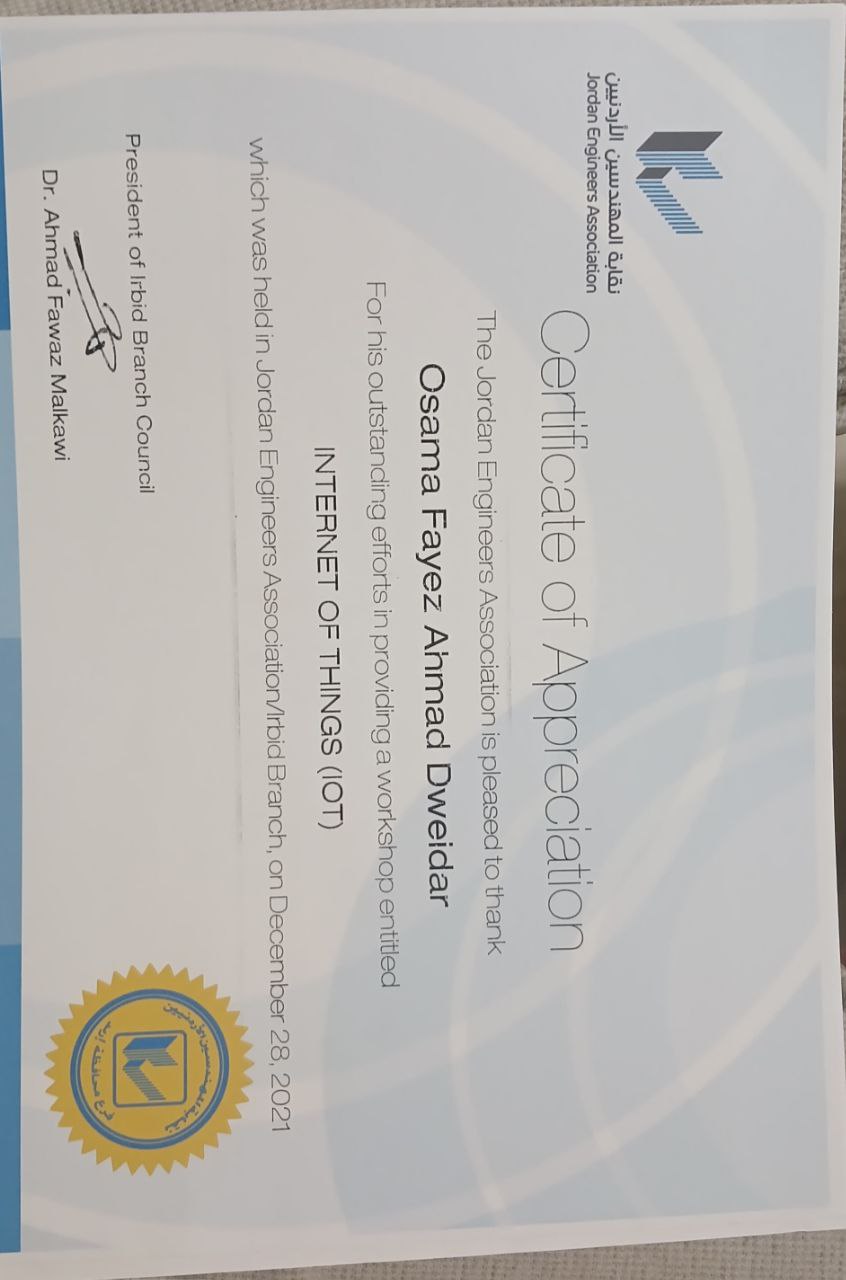 نقابة المهندسين الأردنيين
Jordan Engineers Association
Certificate of Appreciation
The Jordan Engineers Association is pleased to thank
Osama Fayez Ahmad Dweidar
For his outstanding efforts in providing a workshop entitled
INTERNET OF THINGS (IOT)
which was held in Jordan Engineers Association/Irbid Branch, on December 28, 2021
President of Irbid Branch Council
Dr. Ahmad Fawaz Malkawi
نقابة المهندسين الأردنيين
فرع محافظة إربد